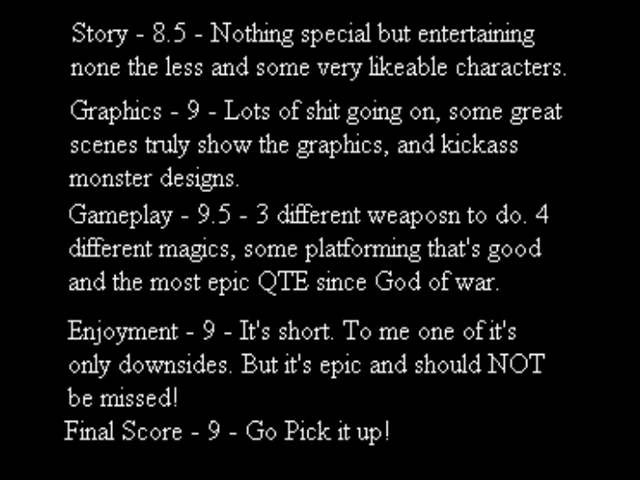 Story - 8.5 - Nothing special but entertaining
none the less and some very likeable characters.
Graphics - 9 - Lots of shit going on, some great
scenes truly show the graphics, and kickass
monster designs.
Gameplay - 9.5 - 3 different weaposn to do. 4
different magics, some platforming that's good
and the most epic QTE since God of war.
Enjoyment - 9 - It's short. To me one of it's
only downsides. But it's epic and should NOT
be missed!
Final Score - 9 - Go Pick it up!